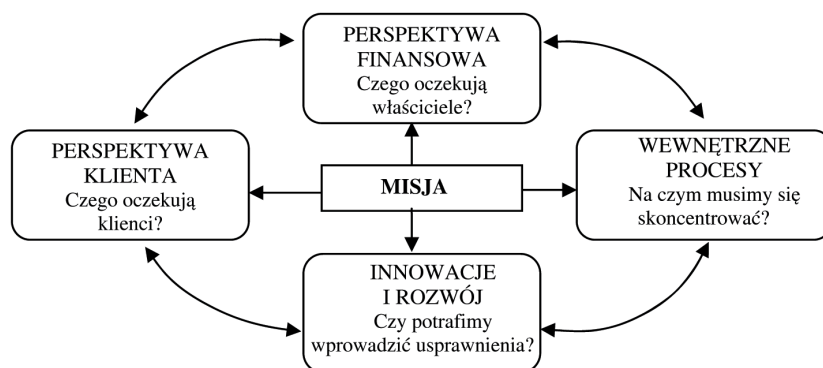 PERSPEKTYWA
FINANSOWA
Czego oczekują
właściciele?
PERSPEKTYWA
KLIENTA
Czego oczekują
klienci?
MISJA
WEWNĘTRZNE
PROCESY
Na czym musimy się
skoncentrować?
INNOWACJE
I ROZWÓJ
Czy potrafimy
wprowadzić usprawnienia?